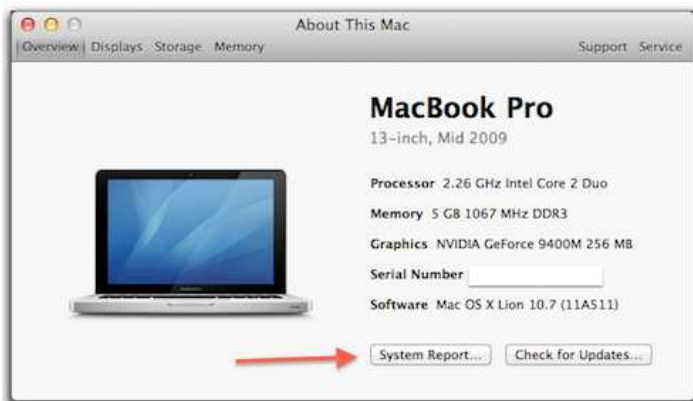 About This Mac
Overview Displays Storage Memory Support Service
MacBook Pro
13-inch, Mid 2009
Processor 2.26 GHz Intel Core 2 Duo
Memory 5 GB 1067 MHz DDR3
Graphics NVIDIA GeForce 9400M 256 MB
Serial Number
Software Mac OS X Lion 10.7 (11A511)
System Report... Check for Updates...